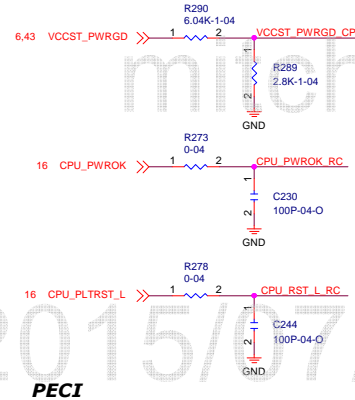 R290
6.04K-1-04
6,43 VCCST_PWRGD 1 2 VCCST_PWRGD_CP
1 R289
2.8K-1-04
2
GND
mitch
R273
0-04
16 CPU_PWROK 1 2 CPU_PWROK_RC
1
C230
2 100P-04-O
GND
R278
0-04
16 CPU_PLTRST_L 1 2 CPU_RST_L_RC
1
C244
2 100P-04-O
GND
2015/07/
PECI